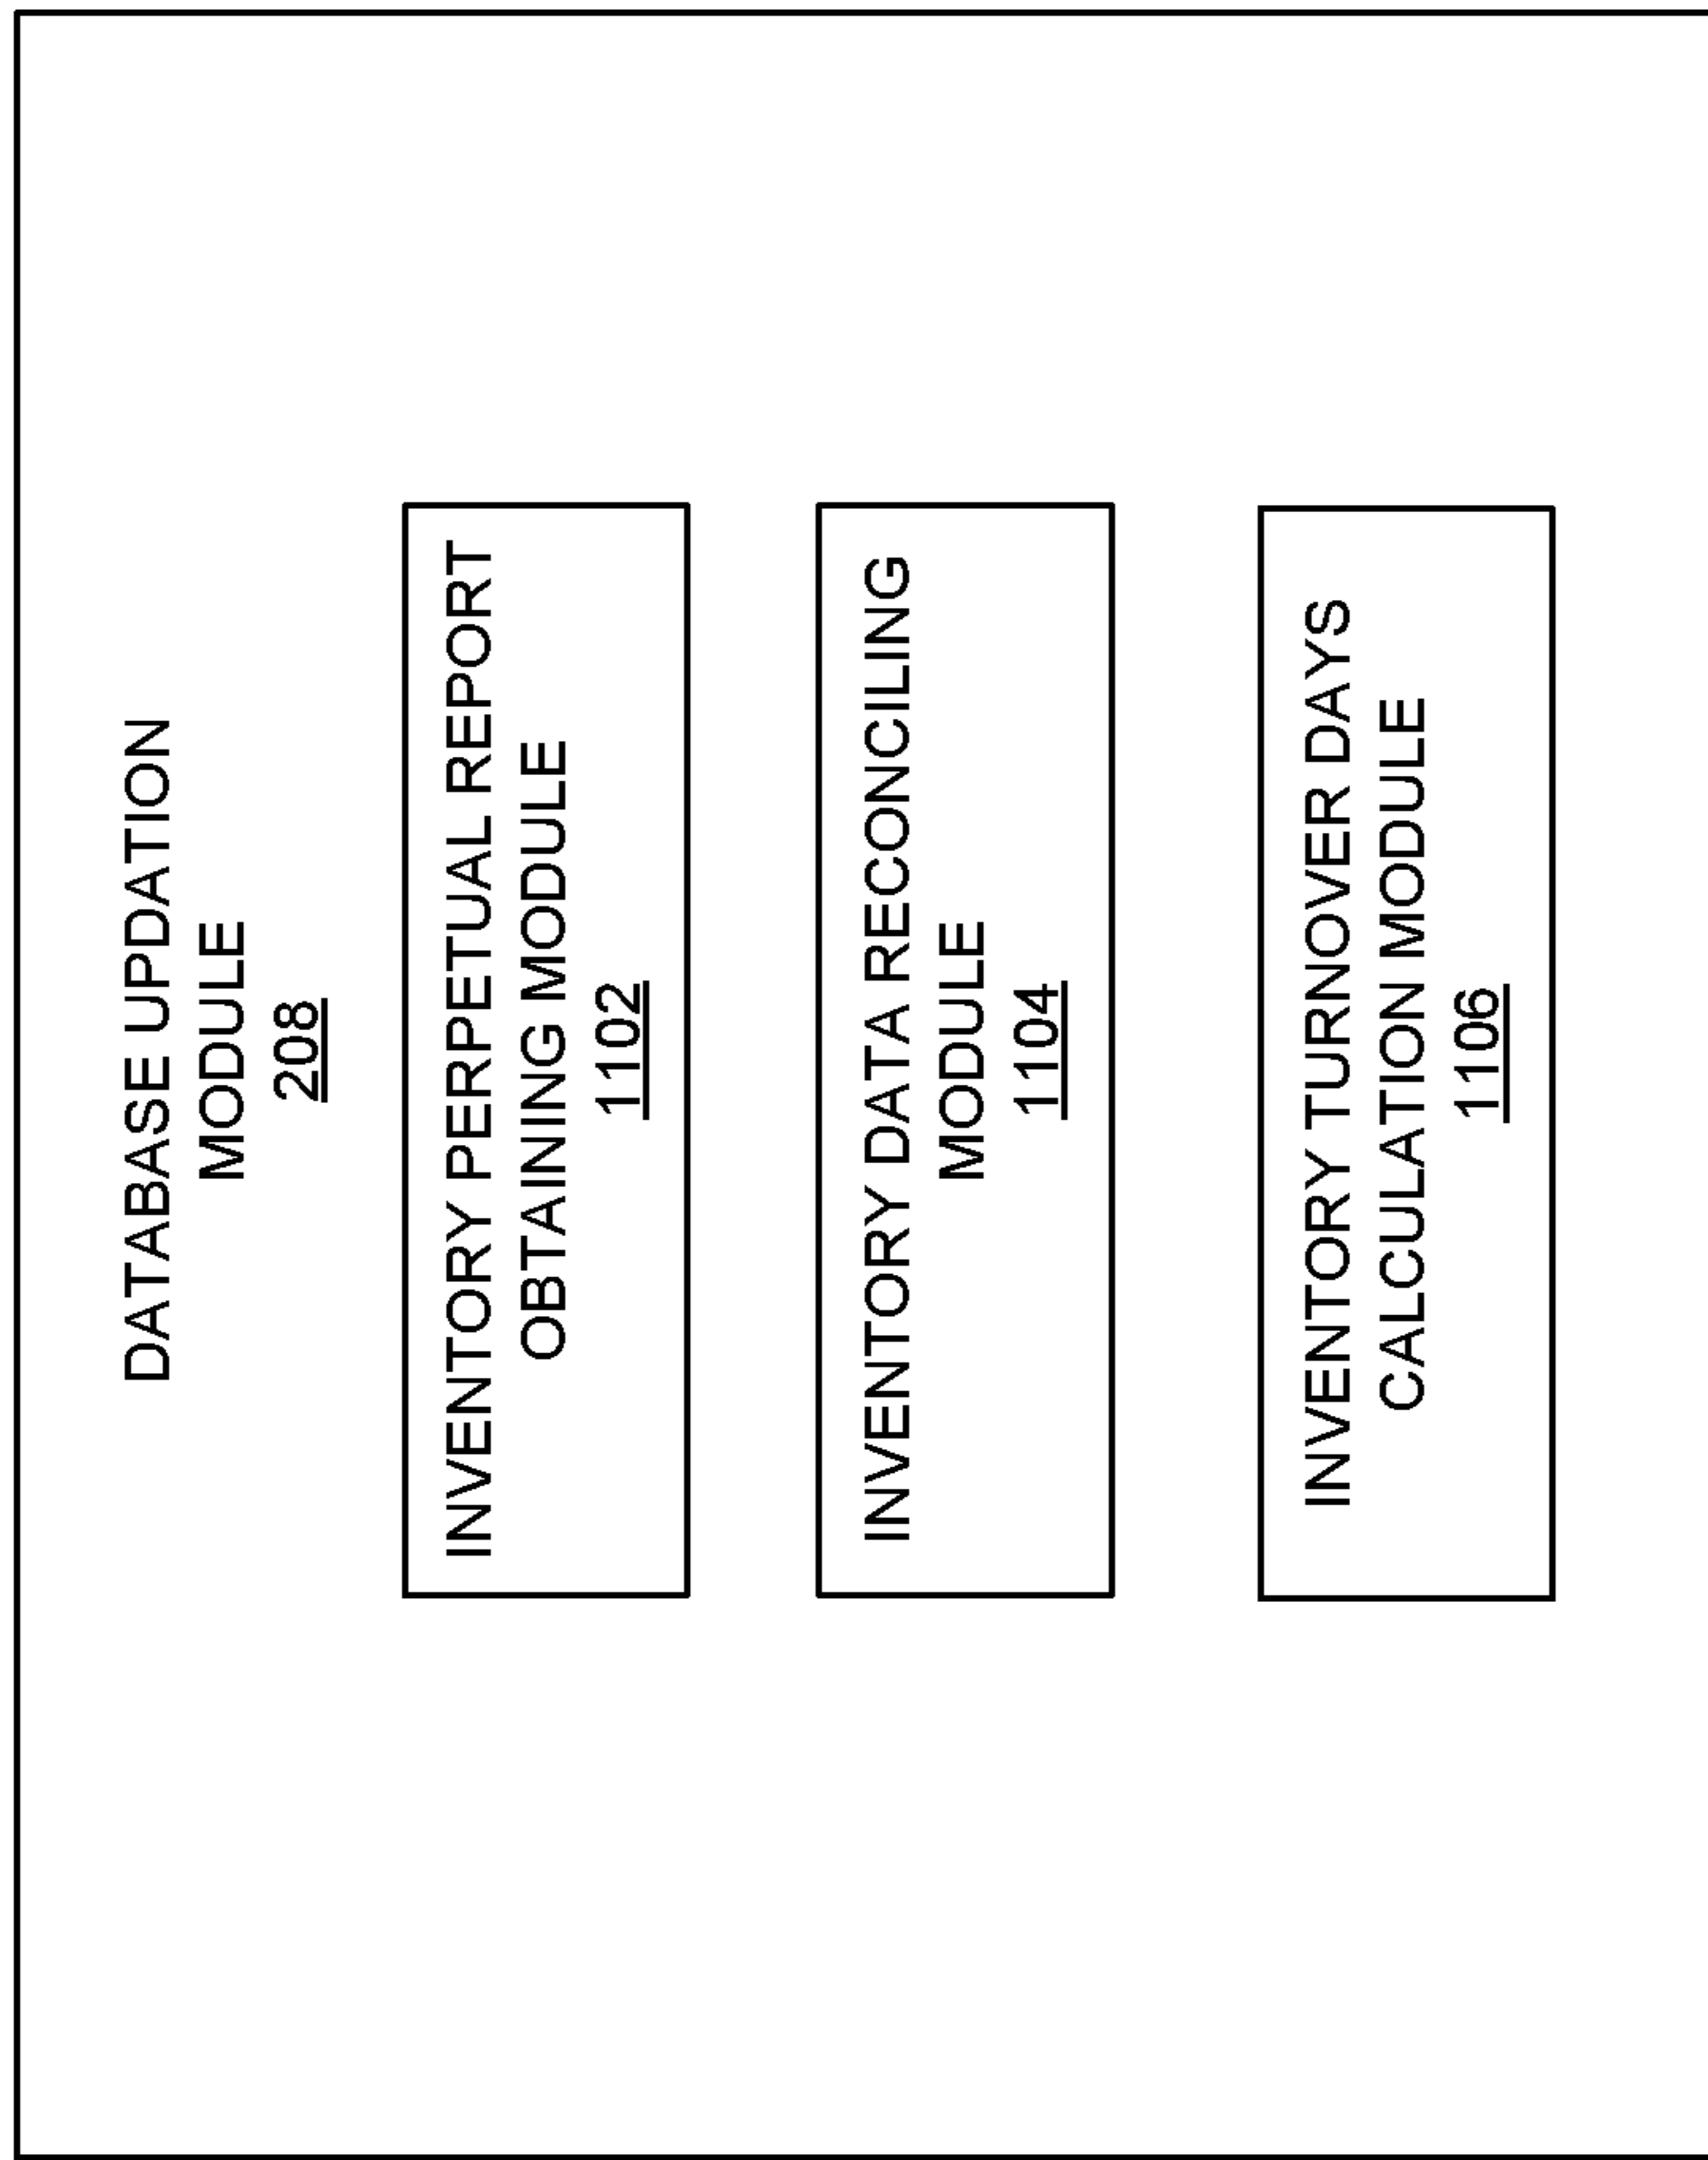 DATABASE UPDATION
MODULE
208
INVENTORY PERPETUAL REPORT
OBTAINING MODULE
1102
INVENTORY DATA RECONCILING
MODULE
1104
INVENTORY TURNOVER DAYS
CALCULATION MODULE
1106